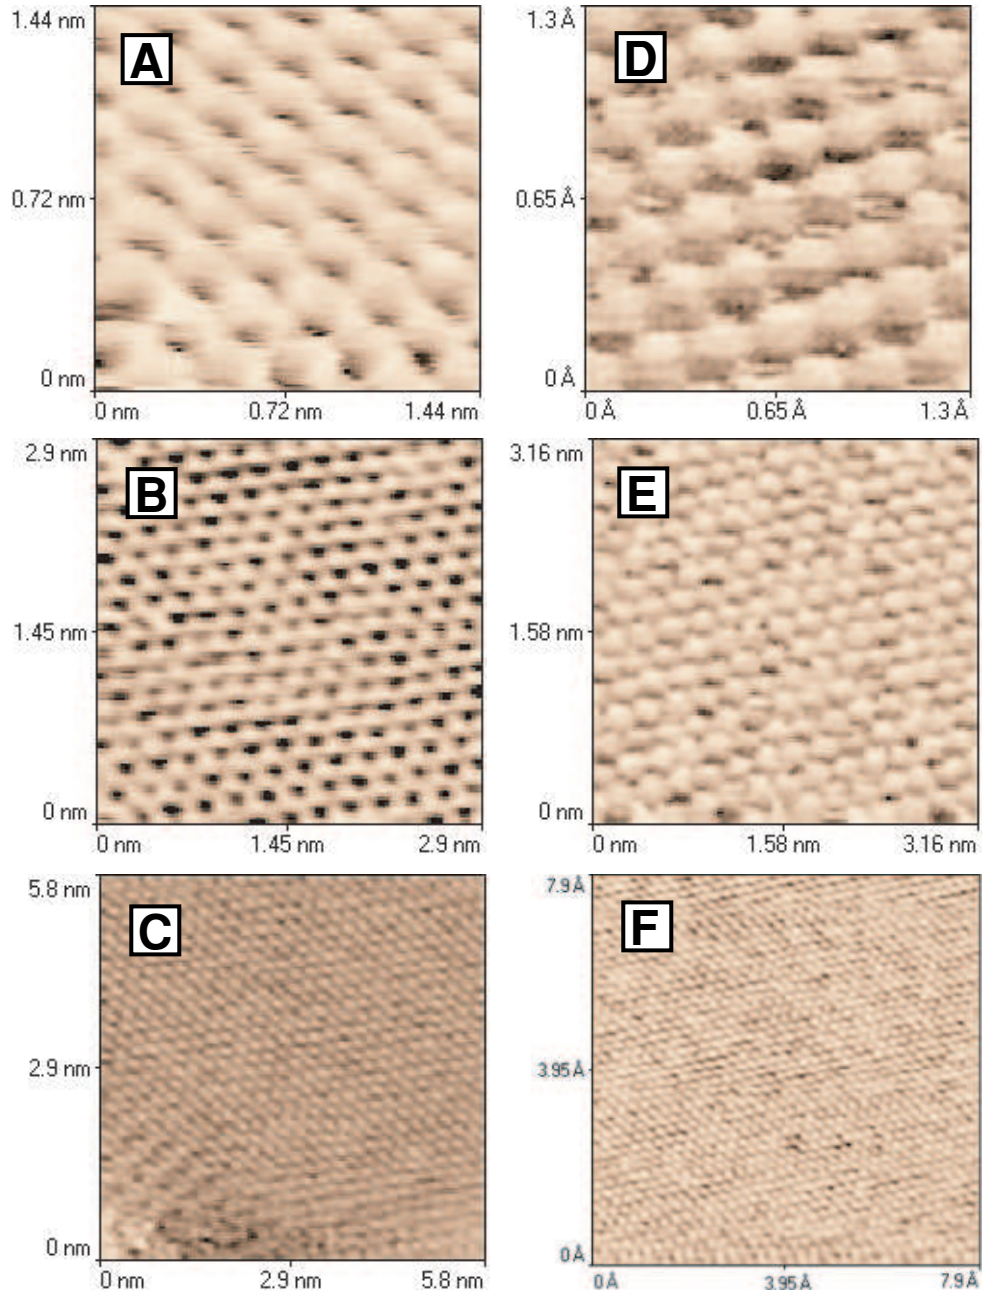 1.44 nm
A
0.72 nm
0 nm
0 nm 0.72 nm 1.44 nm
1.3 Å
D
0.65 Å
0 Å
0 Å 0.65 Å 1.3 Å
2.9 nm
B
1.45 nm
0 nm
0 nm 1.45 nm 2.9 nm
3.16 nm
E
1.58 nm
0 nm
0 nm 1.58 nm 3.16 nm
5.8 nm
C
2.9 nm
0 nm
0 nm 2.9 nm 5.8 nm
7.9 Å
F
3.95 Å
0 Å
0 Å 3.95 Å 7.9 Å